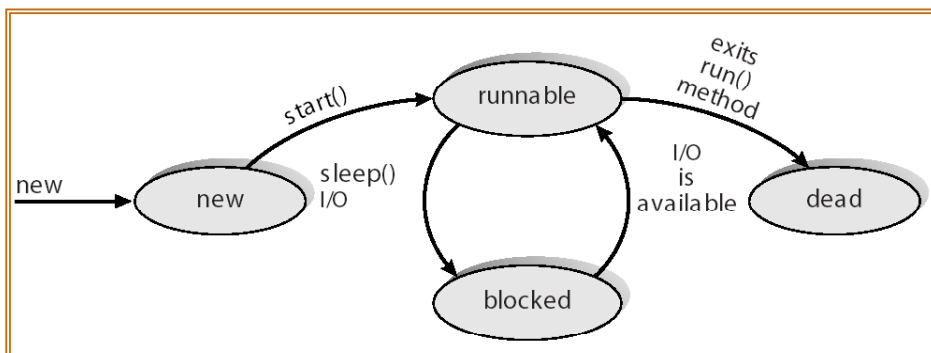 new
new
start()
sleep()
I/O
runnable
blocked
I/O
is
available
exits
run()
method
dead